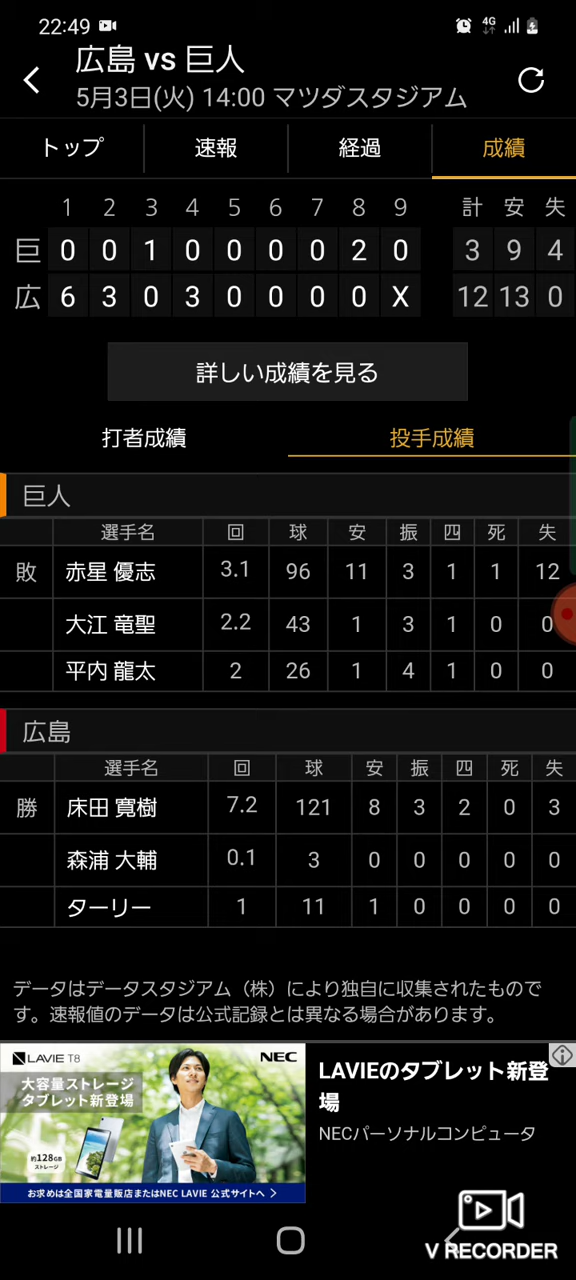 22:49 4G
広島 vs 巨人
5月3日(火) 14:00 マツダスタジアム
トップ 速報 経過 成績
1 2 3 4 5 6 7 8 9 計 安 失
巨 0 0 1 0 0 0 0 2 0 3 9 4
広 6 3 0 3 0 0 0 0 X 12 13 0
詳しい成績を見る
打者成績 投手成績
巨人
選手名 回 球 安 振 四 死 失
敗 赤星 優志 3.1 96 11 3 1 1 12
大江 竜聖 2.2 43 1 3 1 0 0
平内 龍太 2 26 1 4 1 0 0
広島
選手名 回 球 安 振 四 死 失
勝 床田 寛樹 7.2 121 8 3 2 0 3
森浦 大輔 0.1 3 0 0 0 0 0
ターリー 1 11 1 0 0 0 0
データはデータスタジアム（株）により独自に収集されたもので
す。速報値のデータは公式記録とは異なる場合があります。
LAVIE T8 NEC
大容量ストレージ
タブレット新登場
約128GB
ストレージ
お求めは全国家電量販店またはNEC LAVIE 公式サイトへ >
LAVIEのタブレット新登
場
NECパーソナルコンピュータ
V RECORDER